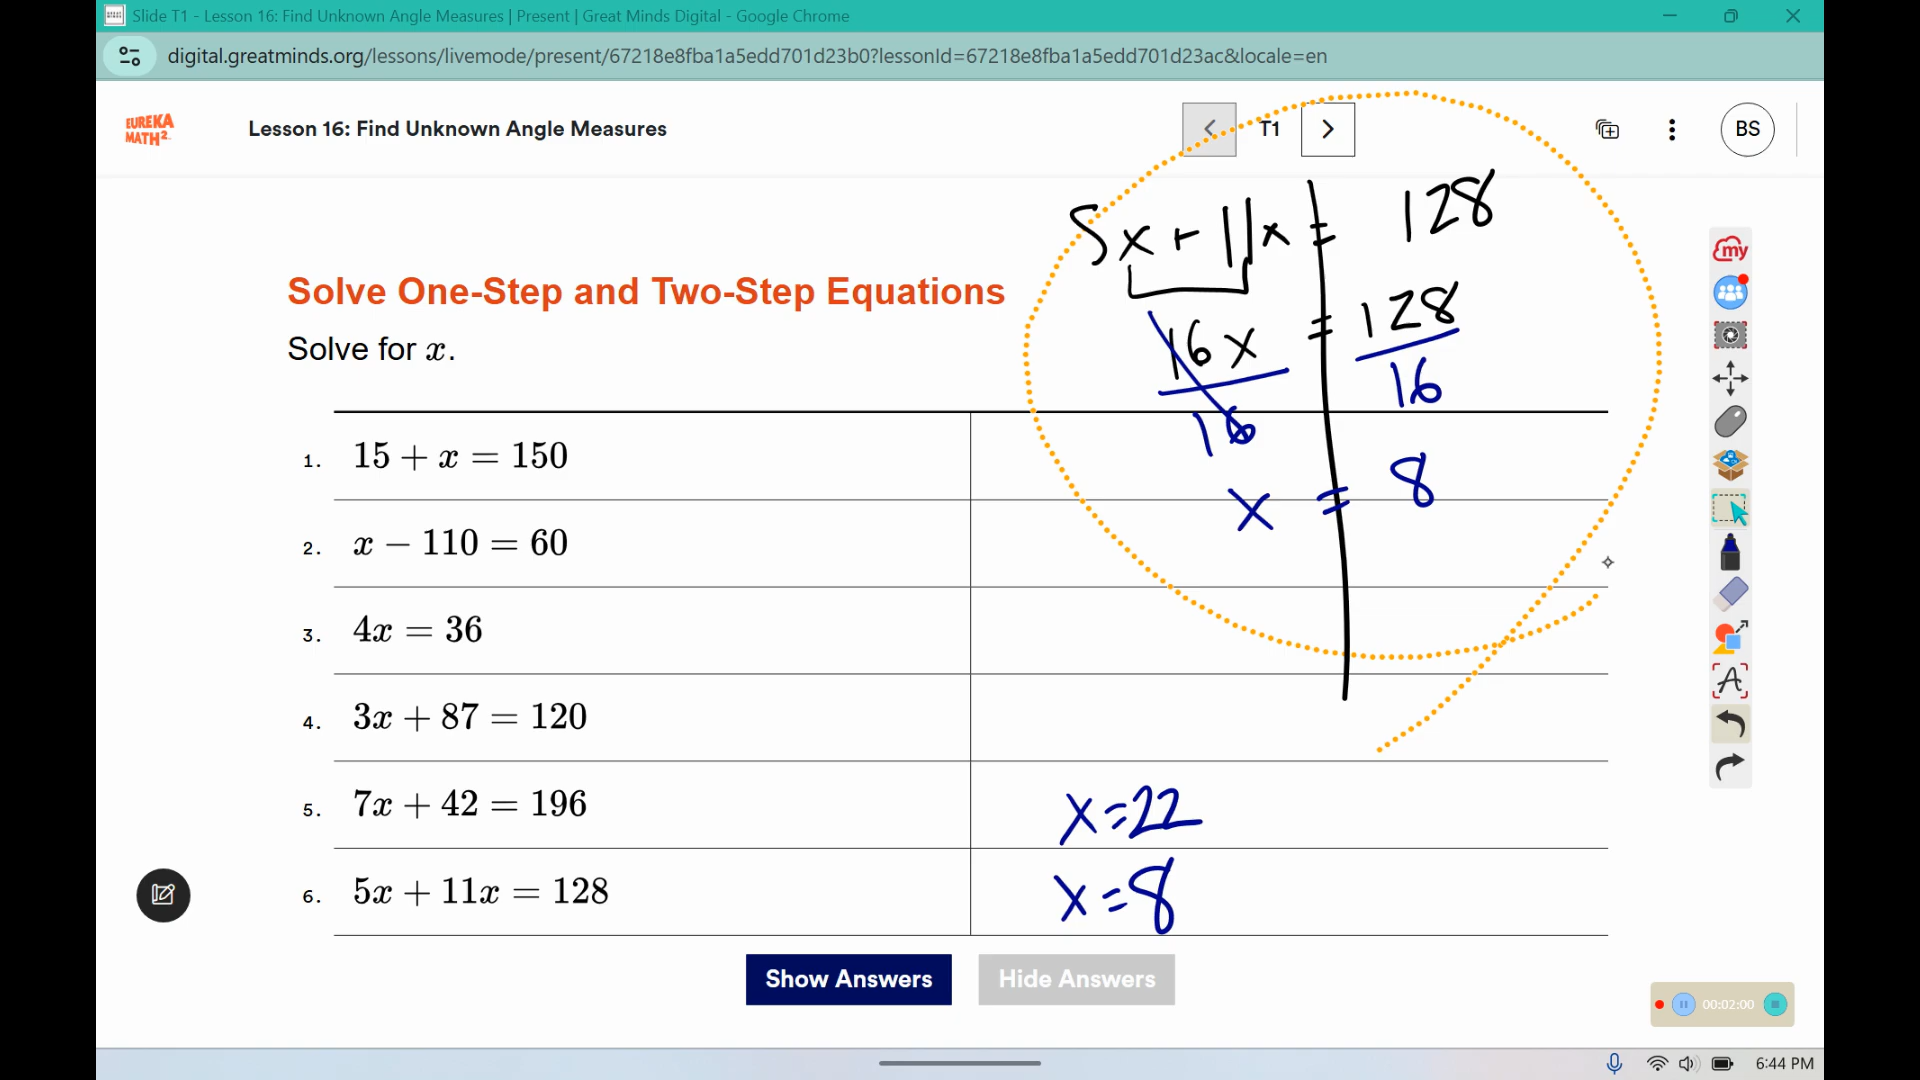 Slide T1 - Lesson 16: Find Unknown Angle Measures | Present | Great Minds Digital - Google Chrome
digital.greatminds.org/lessons/livemode/present/67218e8fba1a5edd701d23b0?lessonId=67218e8fba1a5edd701d23ac&locale=en
EUREKA
MATH²
Lesson 16: Find Unknown Angle Measures
T1
BS
5x + 11x = 128
16x = 128
16 16
x = 8
my
Solve One-Step and Two-Step Equations
Solve for x.
1. 15 + x = 150
2. x − 110 = 60
3. 4x = 36
4. 3x + 87 = 120
5. 7x + 42 = 196 x=22
6. 5x + 11x = 128 x=8
Show Answers Hide Answers
00:02:00
6:44 PM